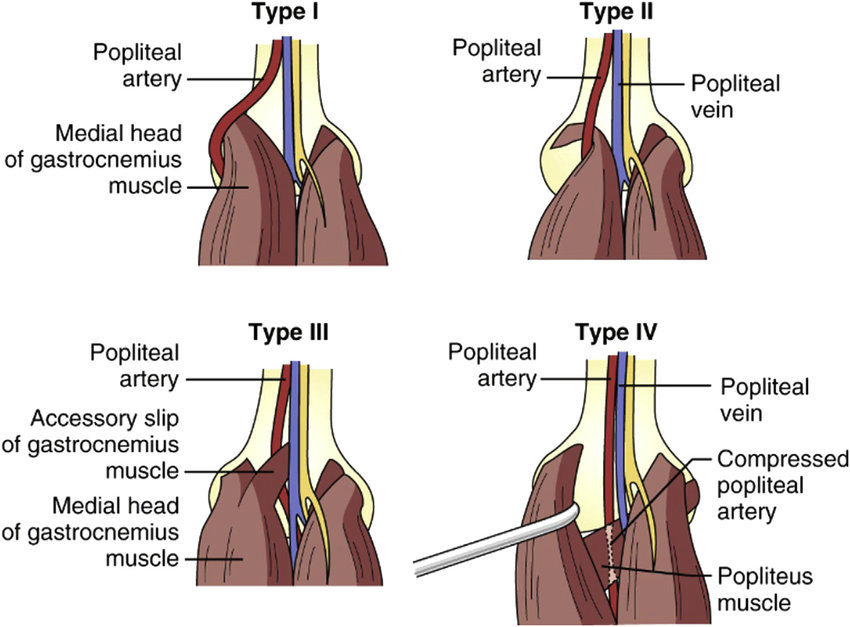 Type I
Popliteal
artery
Medial head
of gastrocnemius
muscle
Type II
Popliteal
artery
Popliteal
vein
Type III
Popliteal
artery
Accessory slip
of gastrocnemius
muscle
Medial head
of gastrocnemius
muscle
Type IV
Popliteal
artery
Popliteal
vein
Compressed
popliteal
artery
Popliteus
muscle